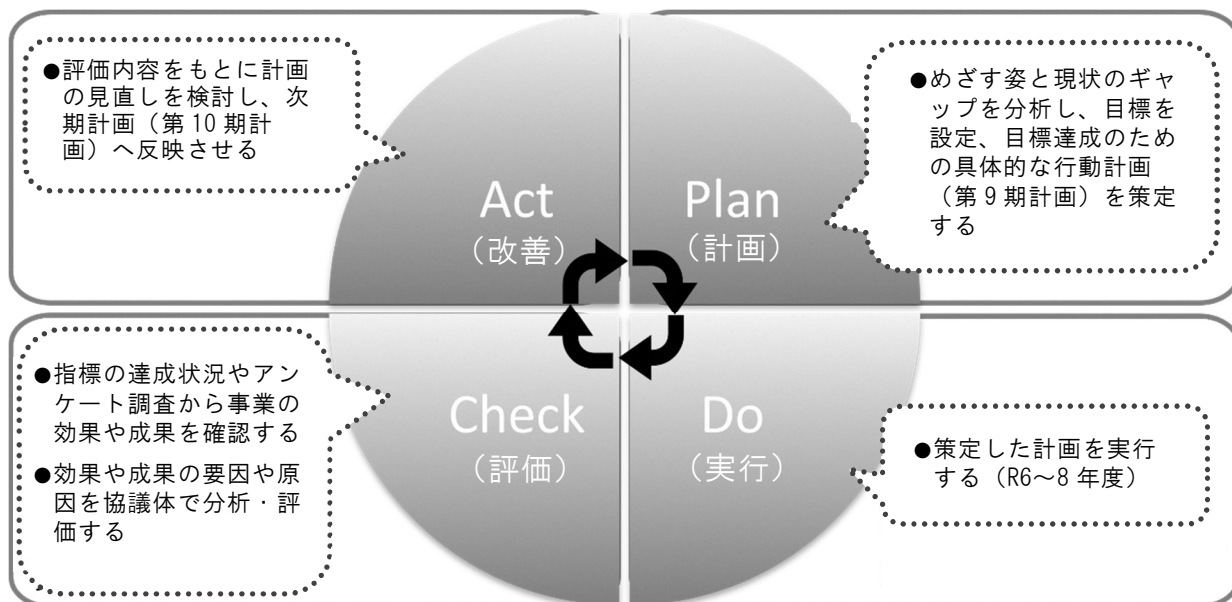 ●評価内容をもとに計画
の見直しを検討し、次
期計画（第10期計
画）へ反映させる
Act
（改善）
Plan
（計画）
●めざす姿と現状のギャ
ップを分析し、目標を
設定、目標達成のため
の具体的な行動計画
（第９期計画）を策定
する
●指標の達成状況やアン
ケート調査から事業の
効果や成果を確認する
●効果や成果の要因や原
因を協議体で分析・評
価する
Check
（評価）
Do
（実行）
●策定した計画を実行
する（R6～8年度）